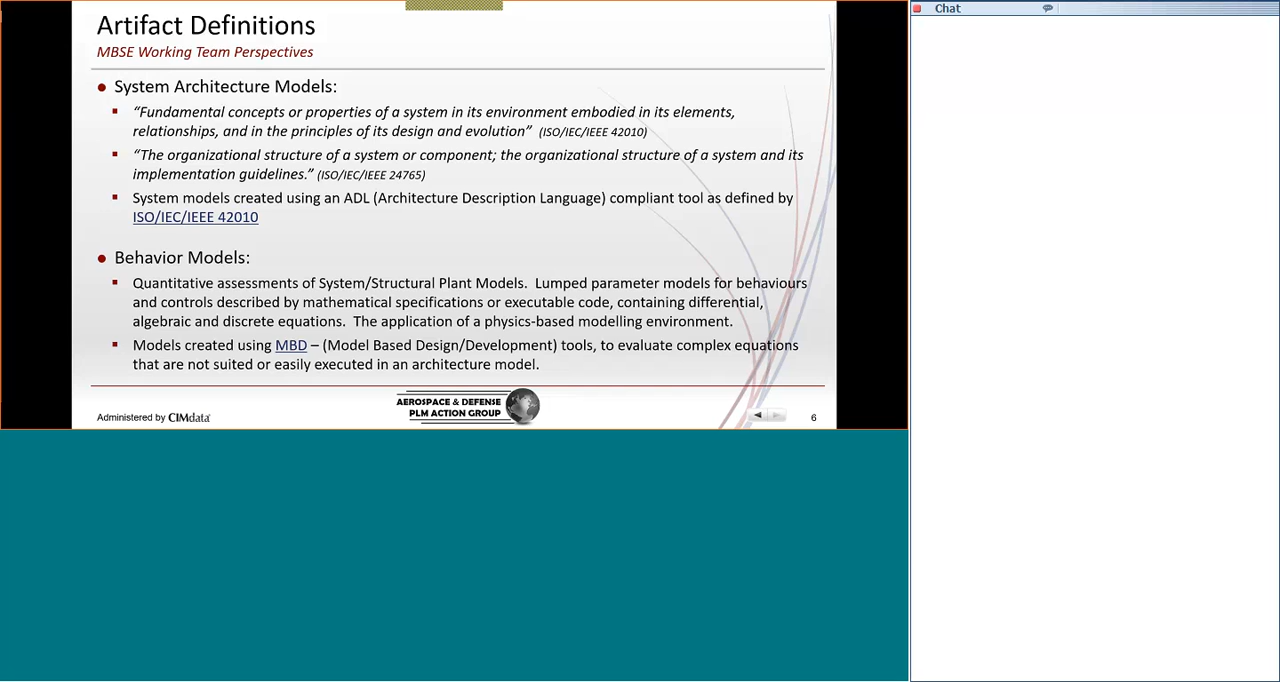 Chat
Artifact Definitions
MBSE Working Team Perspectives
System Architecture Models:
“Fundamental concepts or properties of a system in its environment embodied in its elements,
relationships, and in the principles of its design and evolution” (ISO/IEC/IEEE 42010)
“The organizational structure of a system or component; the organizational structure of a system and its
implementation guidelines.” (ISO/IEC/IEEE 24765)
System models created using an ADL (Architecture Description Language) compliant tool as defined by
ISO/IEC/IEEE 42010
Behavior Models:
Quantitative assessments of System/Structural Plant Models. Lumped parameter models for behaviours
and controls described by mathematical specifications or executable code, containing differential,
algebraic and discrete equations. The application of a physics-based modelling environment.
Models created using MBD – (Model Based Design/Development) tools, to evaluate complex equations
that are not suited or easily executed in an architecture model.
AEROSPACE & DEFENSE
PLM ACTION GROUP
Administered by CIMdata
6